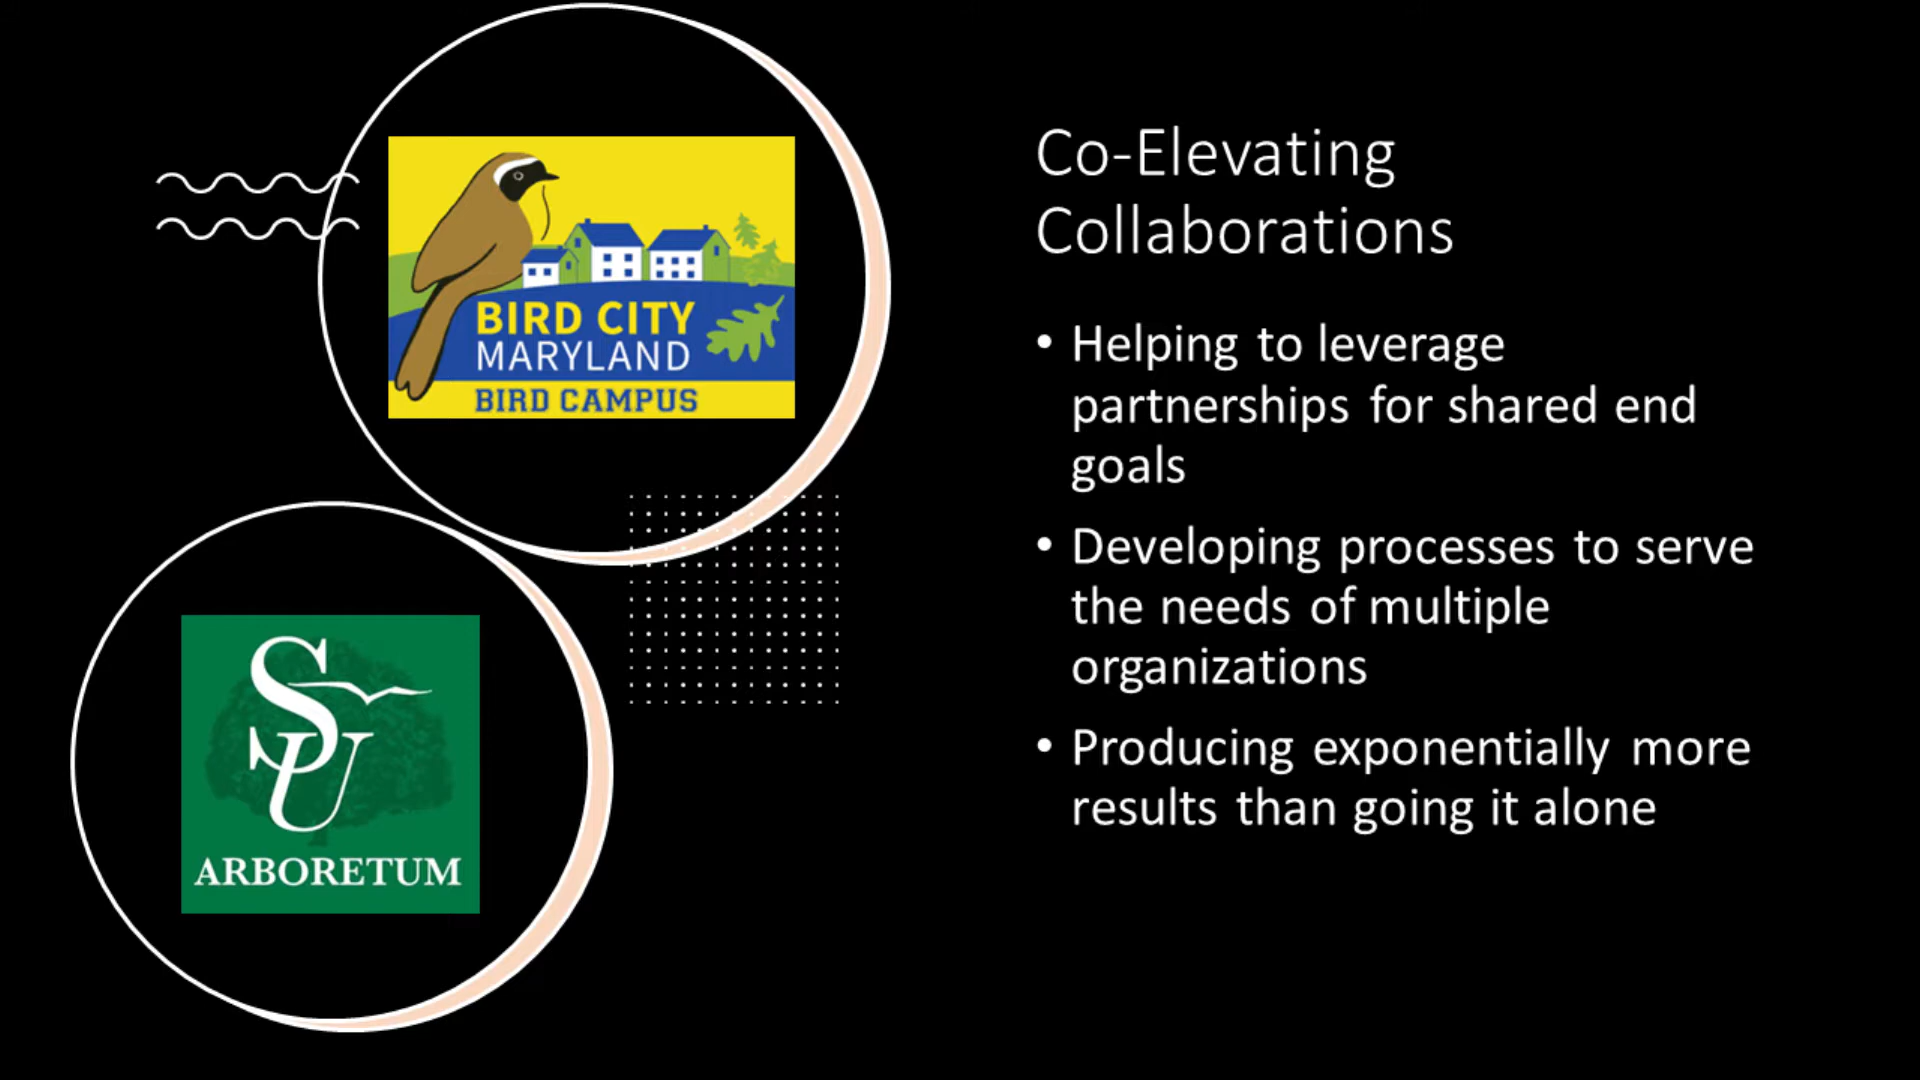 BIRD CITY
MARYLAND
BIRD CAMPUS
SU
ARBORETUM
Co-Elevating
Collaborations
• Helping to leverage
partnerships for shared end
goals
• Developing processes to serve
the needs of multiple
organizations
• Producing exponentially more
results than going it alone